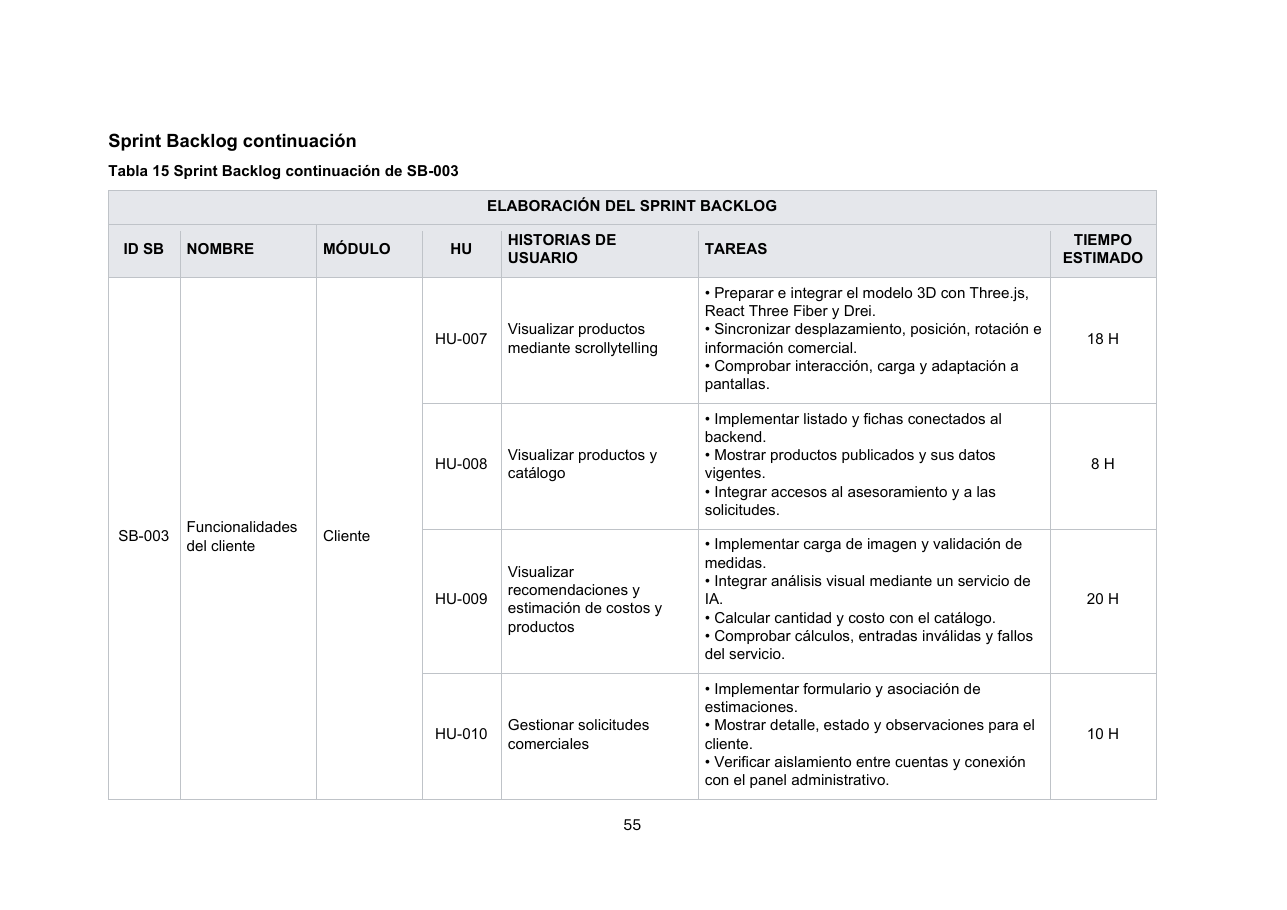 Sprint Backlog continuación
Tabla 15 Sprint Backlog continuación de SB-003
ELABORACIÓN DEL SPRINT BACKLOG
ID SB
NOMBRE
MÓDULO
HU
HISTORIAS DE
USUARIO
TAREAS
TIEMPO
ESTIMADO
SB-003
Funcionalidades
del cliente
Cliente
HU-007
Visualizar productos
mediante scrollytelling
• Preparar e integrar el modelo 3D con Three.js,
React Three Fiber y Drei.
• Sincronizar desplazamiento, posición, rotación e
información comercial.
• Comprobar interacción, carga y adaptación a
pantallas.
18 H
HU-008
Visualizar productos y
catálogo
• Implementar listado y fichas conectados al
backend.
• Mostrar productos publicados y sus datos
vigentes.
• Integrar accesos al asesoramiento y a las
solicitudes.
8 H
HU-009
Visualizar
recomendaciones y
estimación de costos y
productos
• Implementar carga de imagen y validación de
medidas.
• Integrar análisis visual mediante un servicio de
IA.
• Calcular cantidad y costo con el catálogo.
• Comprobar cálculos, entradas inválidas y fallos
del servicio.
20 H
HU-010
Gestionar solicitudes
comerciales
• Implementar formulario y asociación de
estimaciones.
• Mostrar detalle, estado y observaciones para el
cliente.
• Verificar aislamiento entre cuentas y conexión
con el panel administrativo.
10 H
55